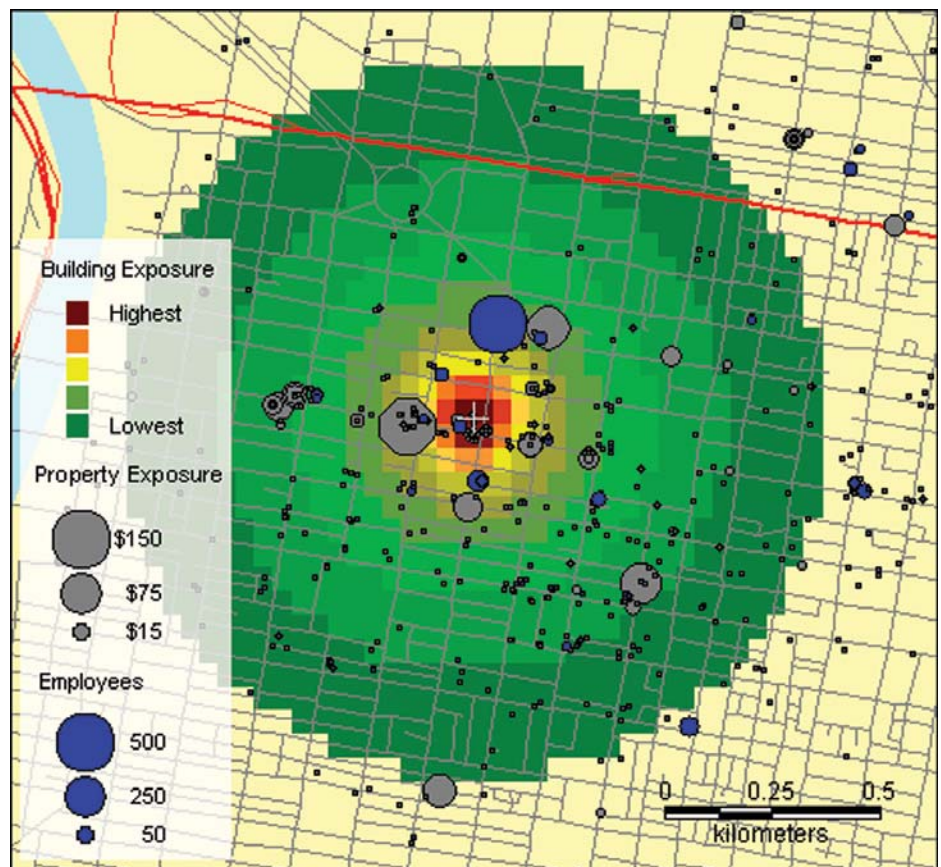 Building Exposure
Highest
Lowest
Property Exposure
$150
$75
$15
Employees
500
250
50
0 0.25 0.5
kilometers